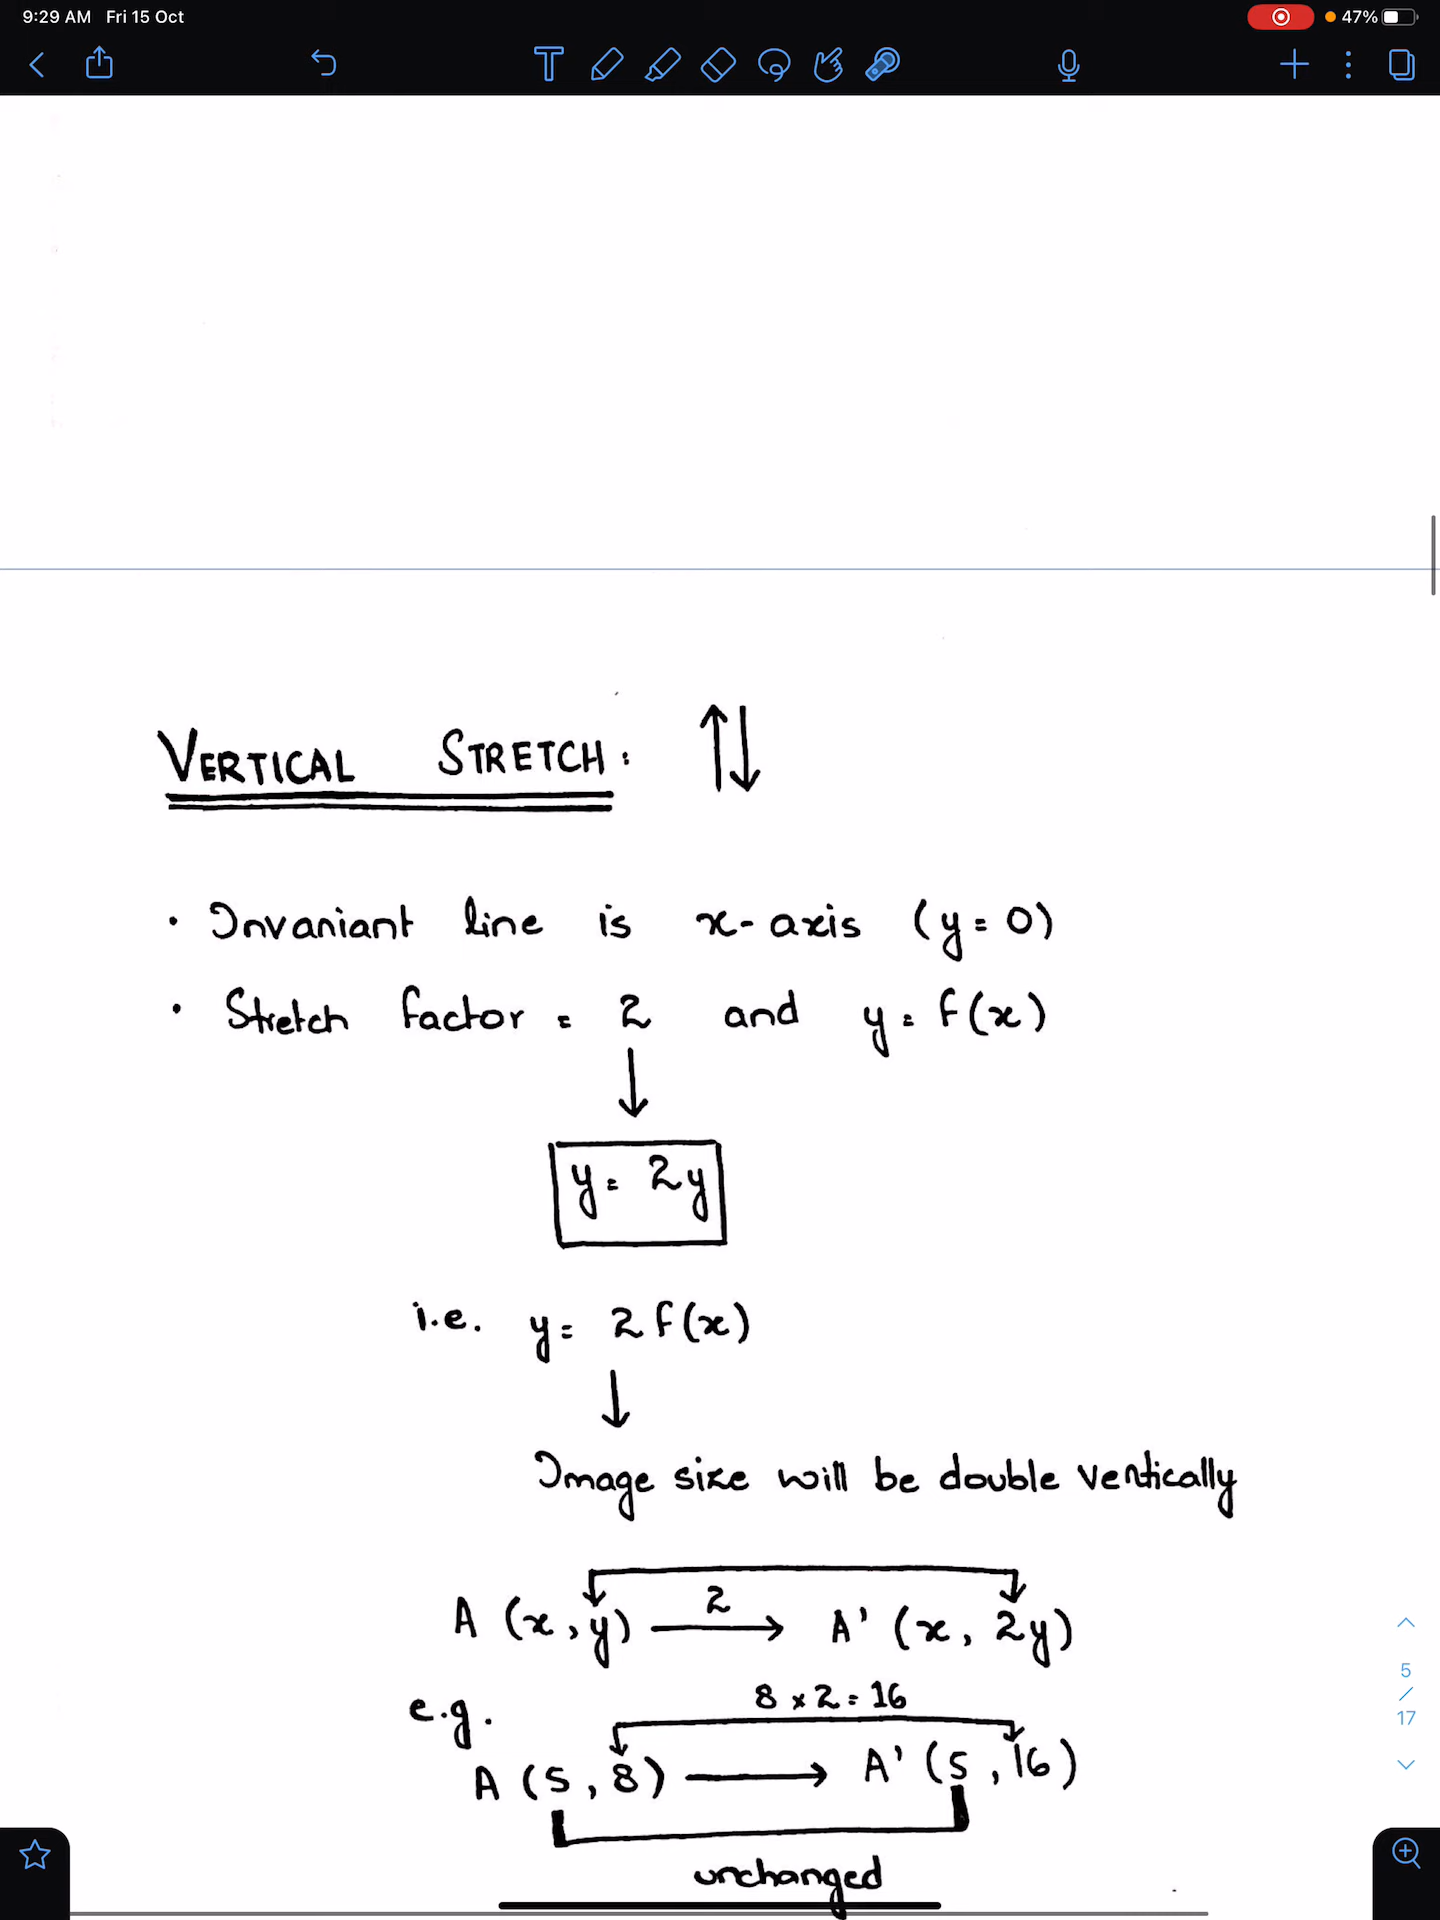 9:29 AM Fri 15 Oct
47%
VERTICAL STRETCH:
• Invariant line is x-axis (y=0)
• Stretch factor = 2 and y = f(x)
y = 2y
i.e. y = 2f(x)
Image size will be double vertically
A (x,y) 2 A' (x, 2y)
e.g.
8 x 2 = 16
A (5, 8) A' (5, 16)
unchanged
5
/
17